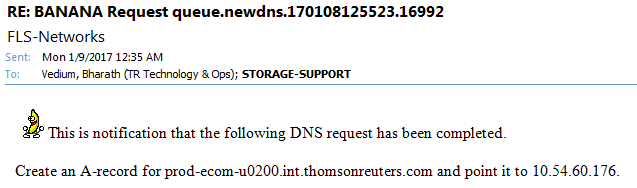 RE: BANANA Request queue.newdns.170108125523.16992
FLS-Networks
Sent: Mon 1/9/2017 12:35 AM
To: Vedium, Bharath (TR Technology & Ops); STORAGE-SUPPORT
This is notification that the following DNS request has been completed.
Create an A-record for prod-ecom-u0200.int.thomsonreuters.com and point it to 10.54.60.176.